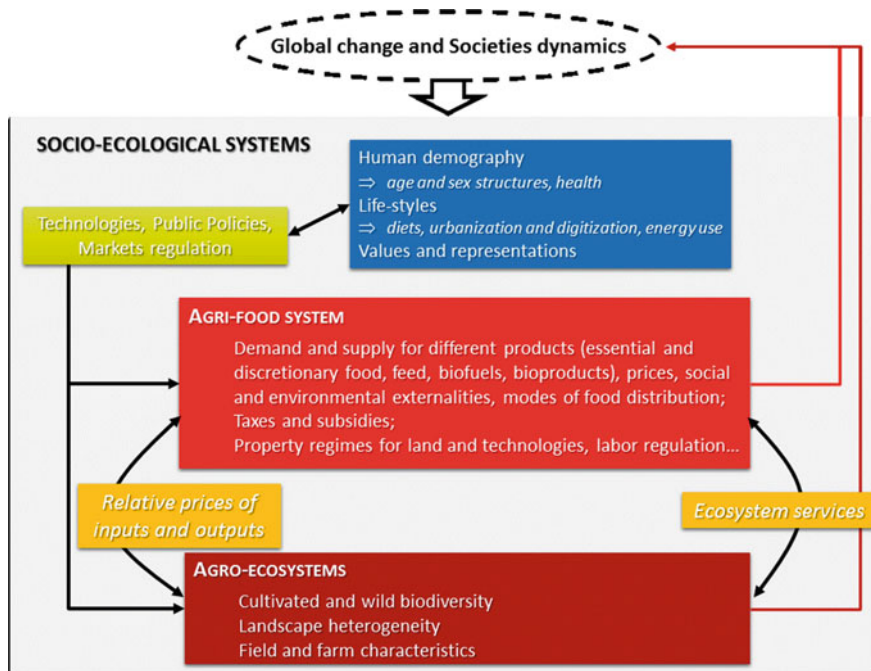 Global change and Societies dynamics
SOCIO-ECOLOGICAL SYSTEMS
Human demography
⇒ age and sex structures, health
Life-styles
⇒ diets, urbanization and digitization, energy use
Values and representations
Technologies, Public Policies,
Markets regulation
AGRI-FOOD SYSTEM
Demand and supply for different products (essential and
discretionary food, feed, biofuels, bioproducts), prices, social
and environmental externalities, modes of food distribution;
Taxes and subsidies;
Property regimes for land and technologies, labor regulation...
Relative prices of
inputs and outputs
Ecosystem services
AGRO-ECOSYSTEMS
Cultivated and wild biodiversity
Landscape heterogeneity
Field and farm characteristics